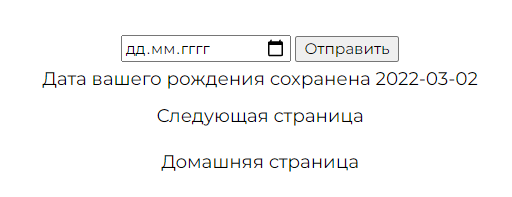 дд.мм.гггг Отправить
Дата вашего рождения сохранена 2022-03-02
Следующая страница
Домашняя страница